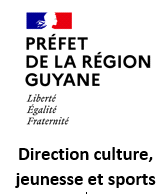 PRÉFET
DE LA RÉGION
GUYANE
Liberté
Égalité
Fraternité
Direction culture,
jeunesse et sports